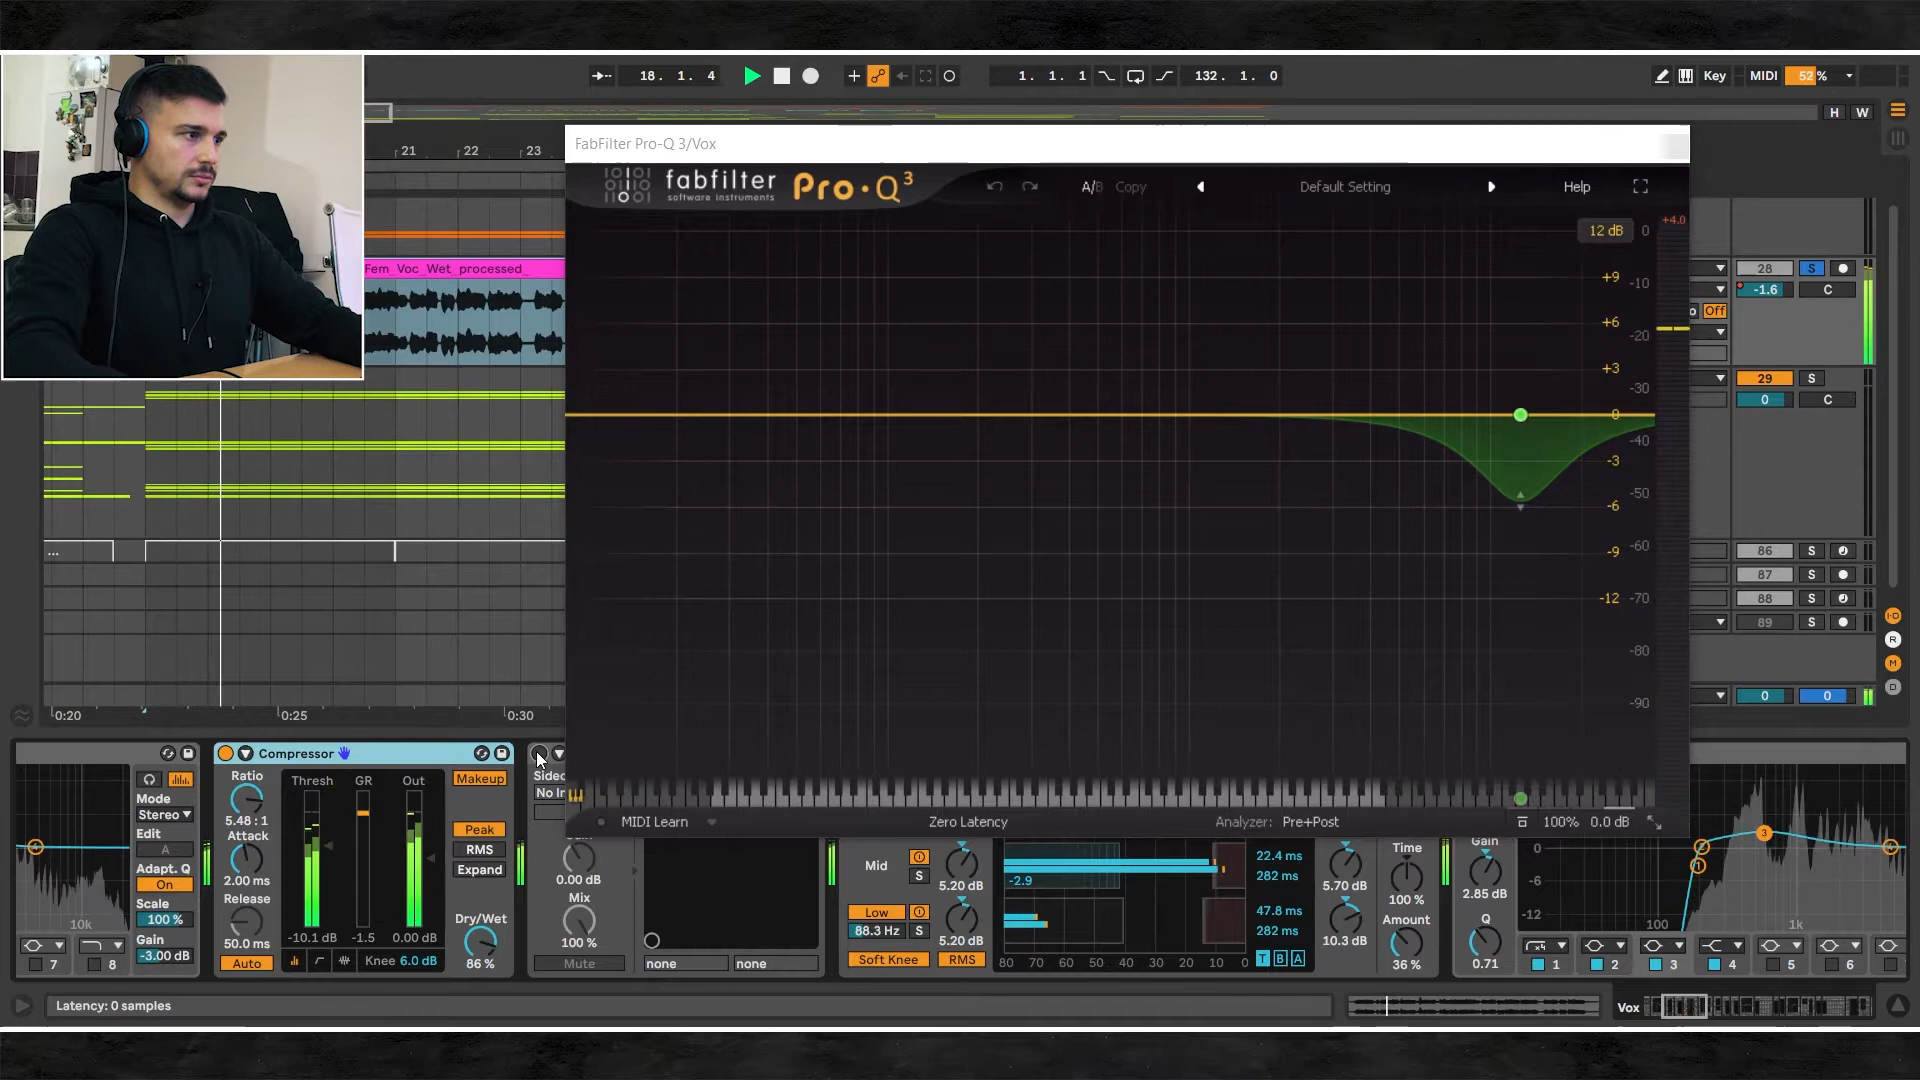 18. 1. 4
1. 1. 1
132. 1. 0
Key
MIDI
52 %
H
W
21
22
23
FabFilter Pro-Q 3/Vox
fabfilter
software instruments
Pro·Q3
A/B
Copy
Default Setting
Help
12 dB
0
+4.0
+9
-10
+6
-20
+3
-30
0
-40
-3
-50
-6
-60
-9
-70
-12
-80
-90
Fem_Voc_Wet_processed_
28
S
-1.6
C
Off
29
S
0
C
86
S
87
S
88
S
89
S
0
0
R
M
D
...
0:20
0:25
0:30
MIDI Learn
Zero Latency
Analyzer:
Pre+Post
100%
0.0 dB
Mode
Stereo
Edit
A
Adapt. Q
On
Scale
100 %
Gain
-3.00 dB
10k
7
8
Compressor
Ratio
5.48 : 1
Attack
2.00 ms
Release
50.0 ms
Auto
Thresh
GR
Out
-10.1 dB
-1.5
0.00 dB
Knee
6.0 dB
Makeup
Peak
RMS
Expand
Dry/Wet
86 %
0.00 dB
Mix
100 %
Mute
none
none
Mid
S
5.20 dB
Low
88.3 Hz
S
5.20 dB
Soft Knee
RMS
-2.9
80
70
60
50
40
30
20
10
0
22.4 ms
282 ms
47.8 ms
282 ms
T
B
A
5.70 dB
10.3 dB
Time
100 %
Amount
36 %
Gain
2.85 dB
Q
0.71
0
-6
-12
100
1k
1
2
3
4
5
6
Latency: 0 samples
Vox